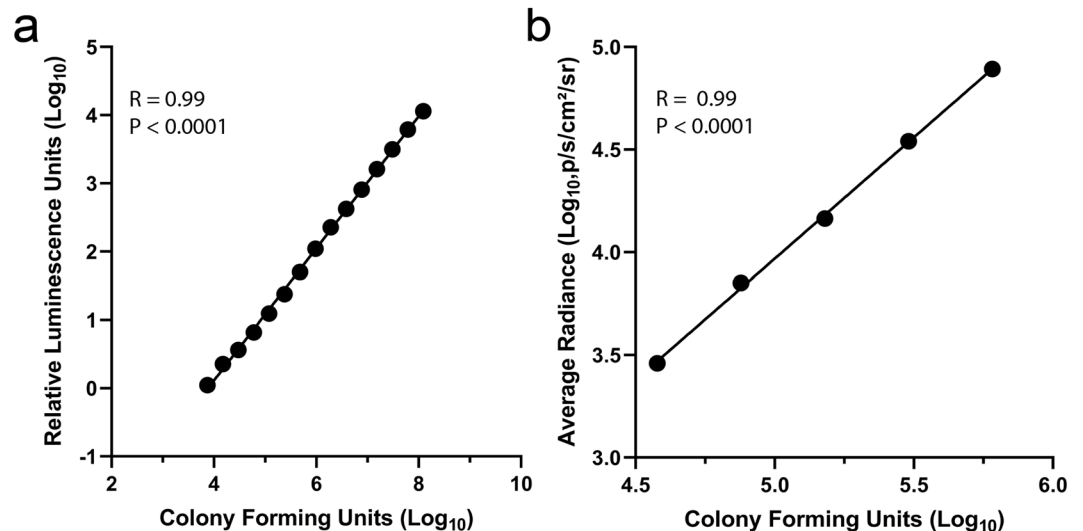 a
Relative Luminescence Units (Log₁₀)
5
4
3
2
1
0
-1
R = 0.99
P < 0.0001
2
4
6
8
10
Colony Forming Units (Log₁₀)
b
Average Radiance (Log₁₀,p/s/cm²/sr)
5.0
4.5
4.0
3.5
3.0
R = 0.99
P < 0.0001
4.5
5.0
5.5
6.0
Colony Forming Units (Log₁₀)